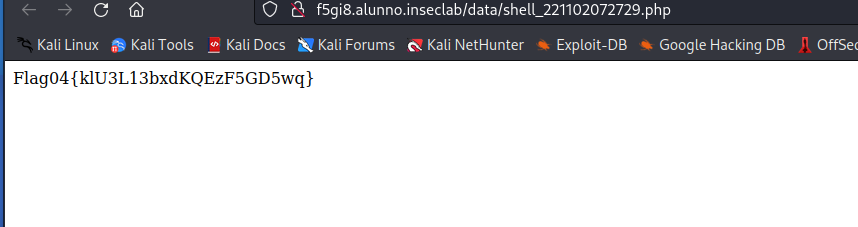 f5gi8.alunno.inseclab/data/shell_221102072729.php
Kali Linux Kali Tools Kali Docs Kali Forums Kali NetHunter Exploit-DB Google Hacking DB OffSec
Flag04{klU3L13bxdKQEzF5GD5wq}